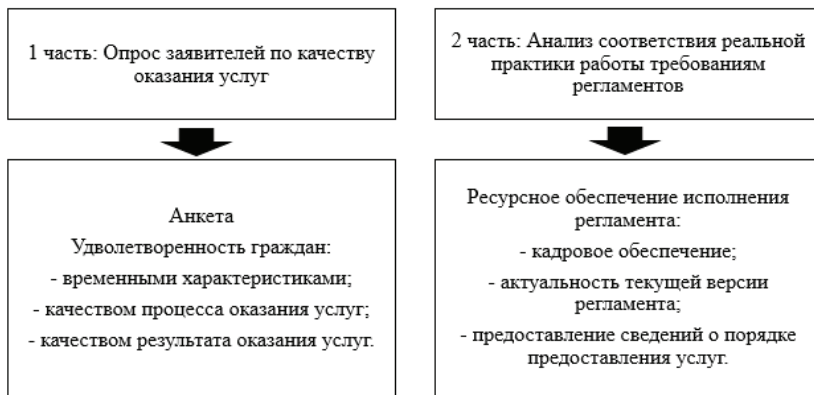 1 часть: Опрос заявителей по качеству
оказания услуг
2 часть: Анализ соответствия реальной
практики работы требованиям
регламентов
Анкета
Удволетворенность граждан:
- временными характеристиками;
- качеством процесса оказания услуг;
- качеством результата оказания услуг.
Ресурсное обеспечение исполнения
регламента:
- кадровое обеспечение;
- актуальность текущей версии
регламента;
- предоставление сведений о порядке
предоставления услуг.